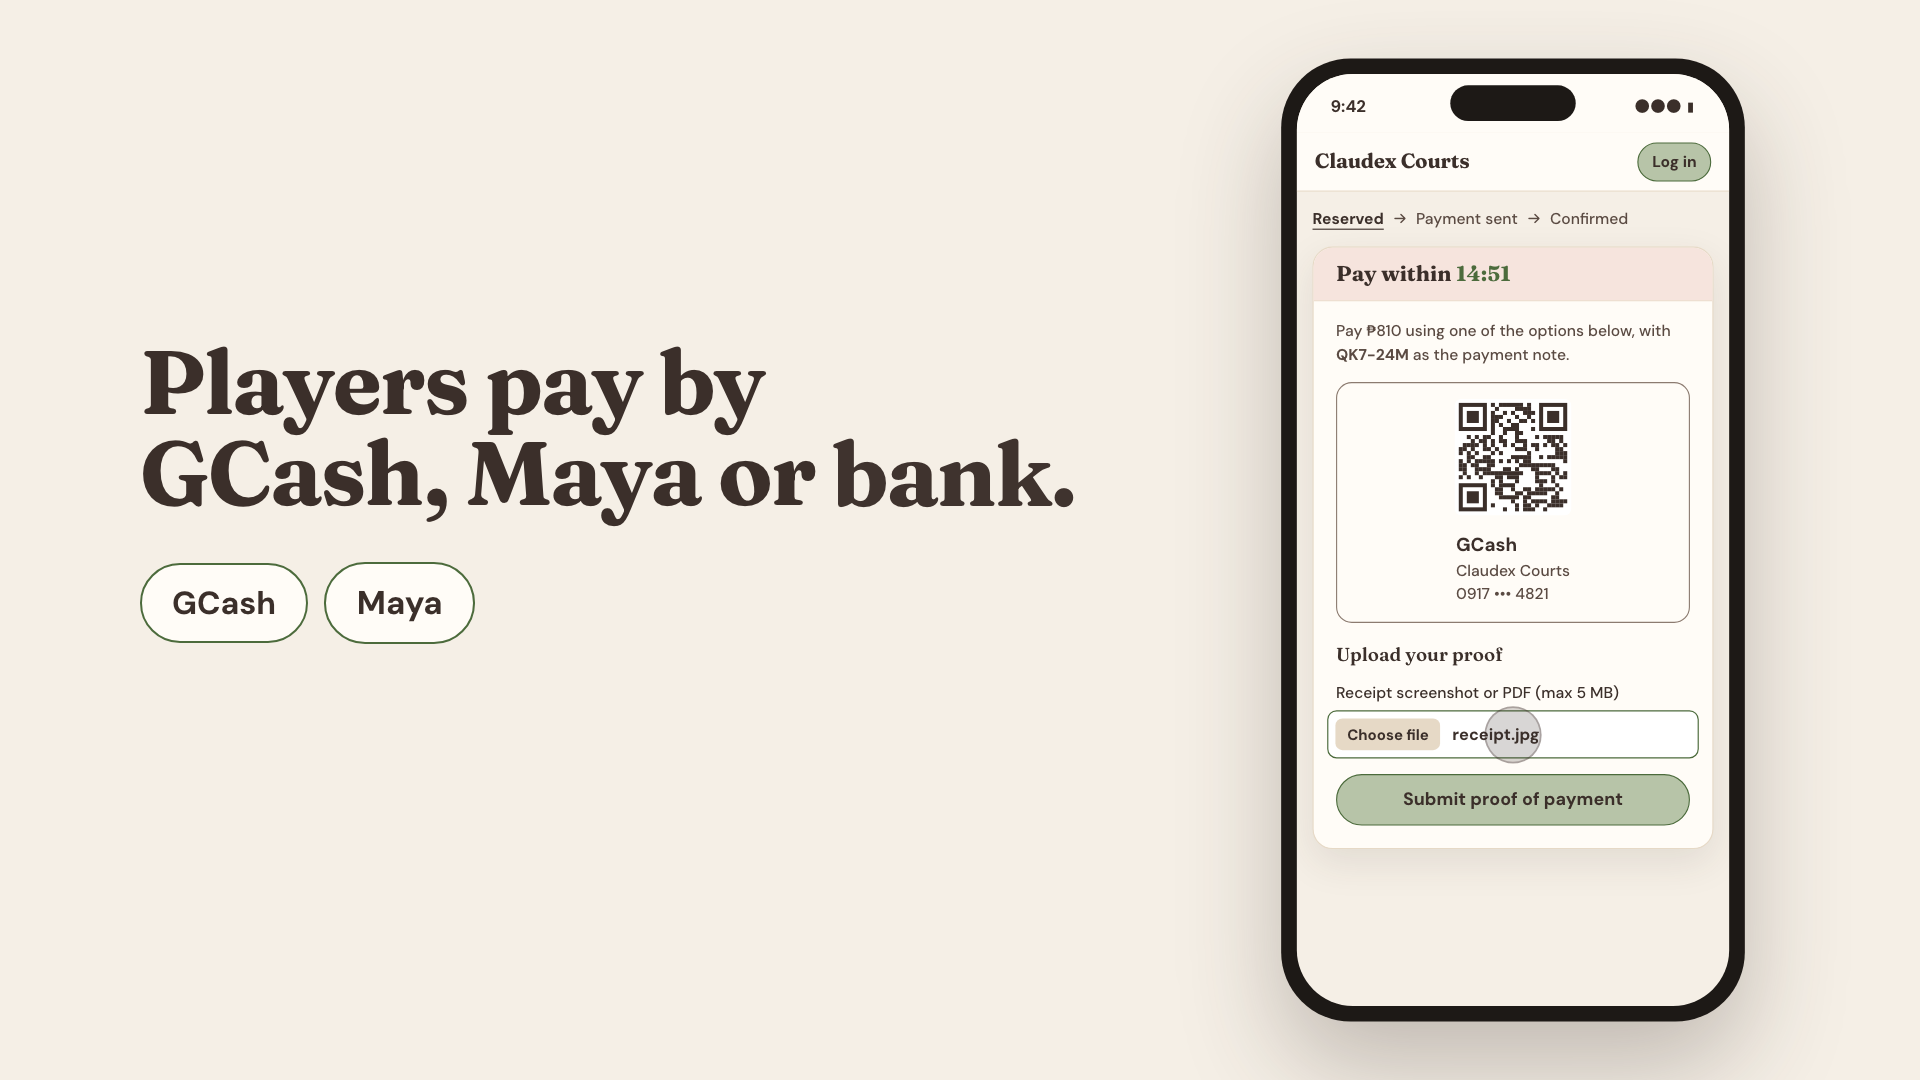 Players pay by
GCash, Maya or bank.
GCash
Maya
9:42
Claudex Courts
Log in
Reserved → Payment sent → Confirmed
Pay within 14:51
Pay ₱810 using one of the options below, with
QK7-24M as the payment note.
GCash
Claudex Courts
0917 ••• 4821
Upload your proof
Receipt screenshot or PDF (max 5 MB)
Choose file receipt.jpg
Submit proof of payment